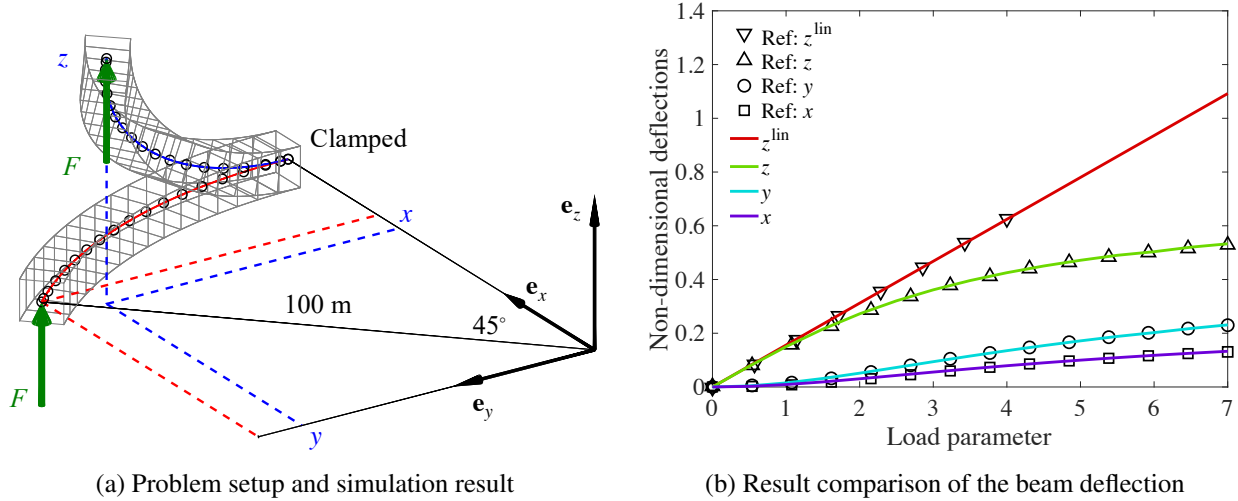 z
F
Clamped
x
e_z
e_x
100 m
45°
F
e_y
y
(a) Problem setup and simulation result
Non-dimensional deflections
1.4
1.2
1
0.8
0.6
0.4
0.2
0
Ref: z^lin
Ref: z
Ref: y
Ref: x
z^lin
z
y
x
0 1 2 3 4 5 6 7
Load parameter
(b) Result comparison of the beam deflection